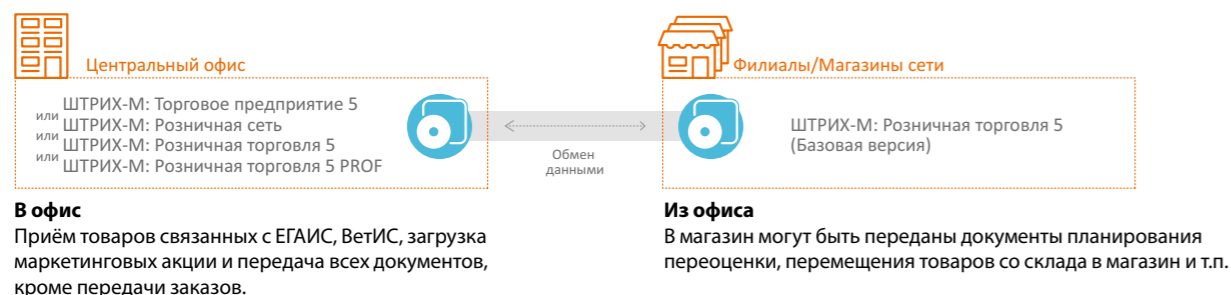 Центральный офис
ШТРИХ-М: Торговое предприятие 5
или ШТРИХ-М: Розничная сеть
или ШТРИХ-М: Розничная торговля 5
или ШТРИХ-М: Розничная торговля 5 PROF
Обмен
данными
Филиалы/Магазины сети
ШТРИХ-М: Розничная торговля 5
(Базовая версия)
В офис
Приём товаров связанных с ЕГАИС, ВетИС, загрузка
маркетинговых акции и передача всех документов,
кроме передачи заказов.
Из офиса
В магазин могут быть переданы документы планирования
переоценки, перемещения товаров со склада в магазин и т.п.